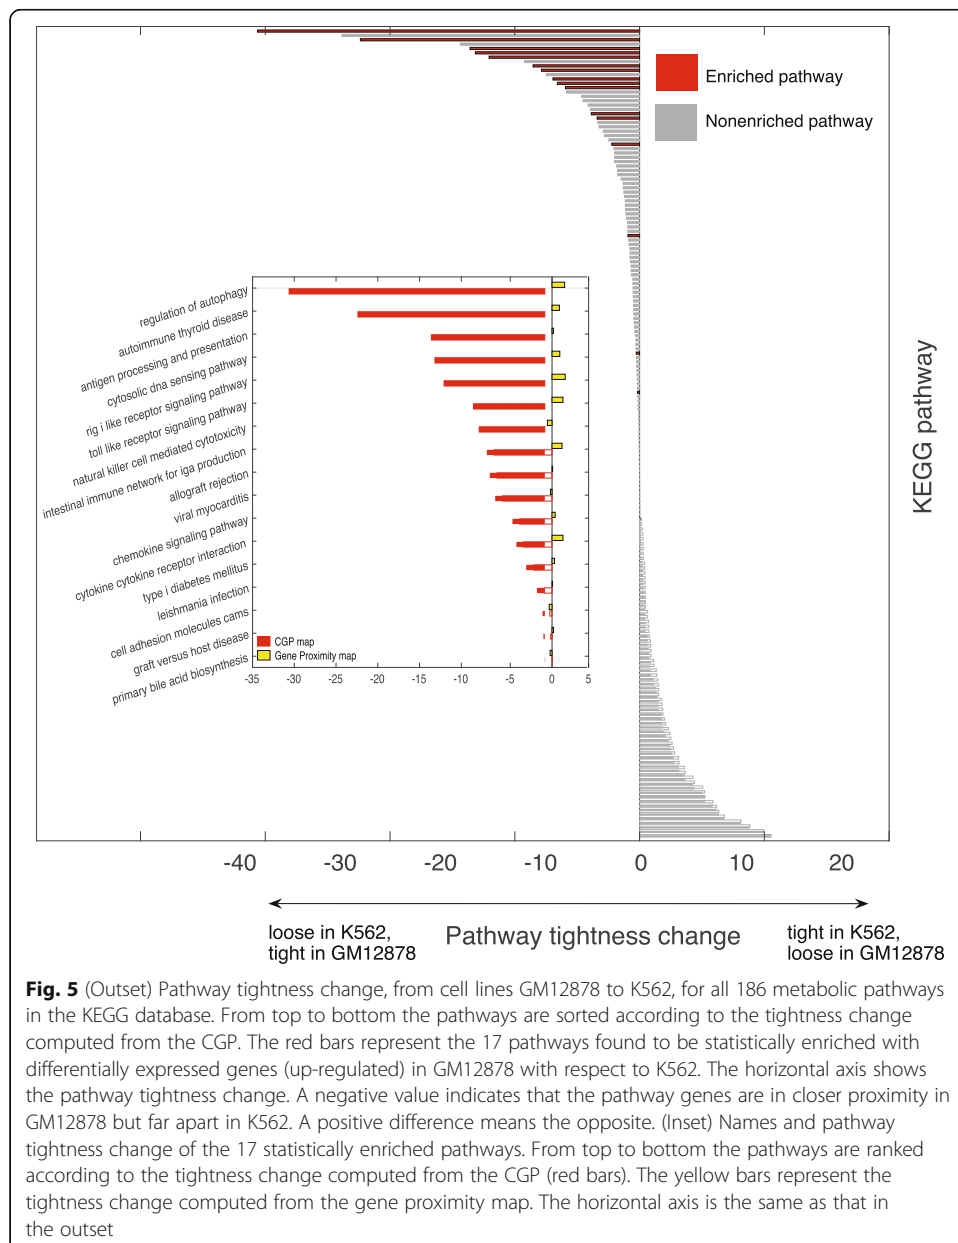 Enriched pathway
Nonenriched pathway
KEGG pathway
regulation of autophagy
autoimmune thyroid disease
antigen processing and presentation
cytosolic dna sensing pathway
rig i like receptor signaling pathway
toll like receptor signaling pathway
natural killer cell mediated cytotoxicity
intestinal immune network for iga production
allograft rejection
viral myocarditis
chemokine signaling pathway
cytokine cytokine receptor interaction
type i diabetes mellitus
leishmania infection
cell adhesion molecules cams
graft versus host disease
primary bile acid biosynthesis
CGP map
Gene Proximity map
-35 -30 -25 -20 -15 -10 -5 0 5
-40 -30 -20 -10 0 10 20
loose in K562,
tight in GM12878
Pathway tightness change
tight in K562,
loose in GM12878
Fig. 5 (Outset) Pathway tightness change, from cell lines GM12878 to K562, for all 186 metabolic pathways
in the KEGG database. From top to bottom the pathways are sorted according to the tightness change
computed from the CGP. The red bars represent the 17 pathways found to be statistically enriched with
differentially expressed genes (up-regulated) in GM12878 with respect to K562. The horizontal axis shows
the pathway tightness change. A negative value indicates that the pathway genes are in closer proximity in
GM12878 but far apart in K562. A positive difference means the opposite. (Inset) Names and pathway
tightness change of the 17 statistically enriched pathways. From top to bottom the pathways are ranked
according to the tightness change computed from the CGP (red bars). The yellow bars represent the
tightness change computed from the gene proximity map. The horizontal axis is the same as that in
the outset